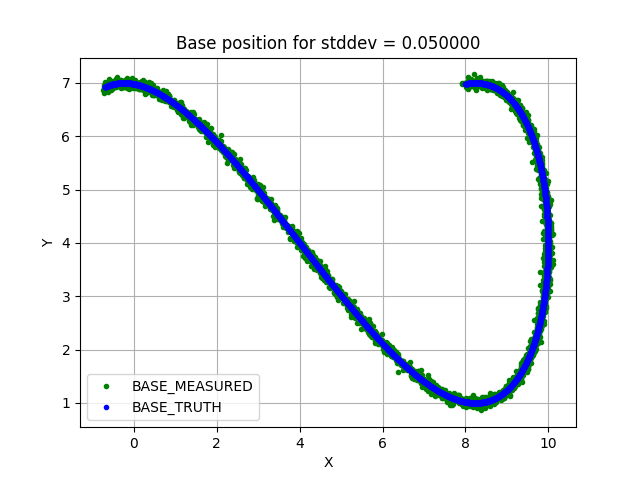 Base position for stddev = 0.050000
Y
7
6
5
4
3
2
1
BASE_MEASURED
BASE_TRUTH
0
2
4
6
8
10
X